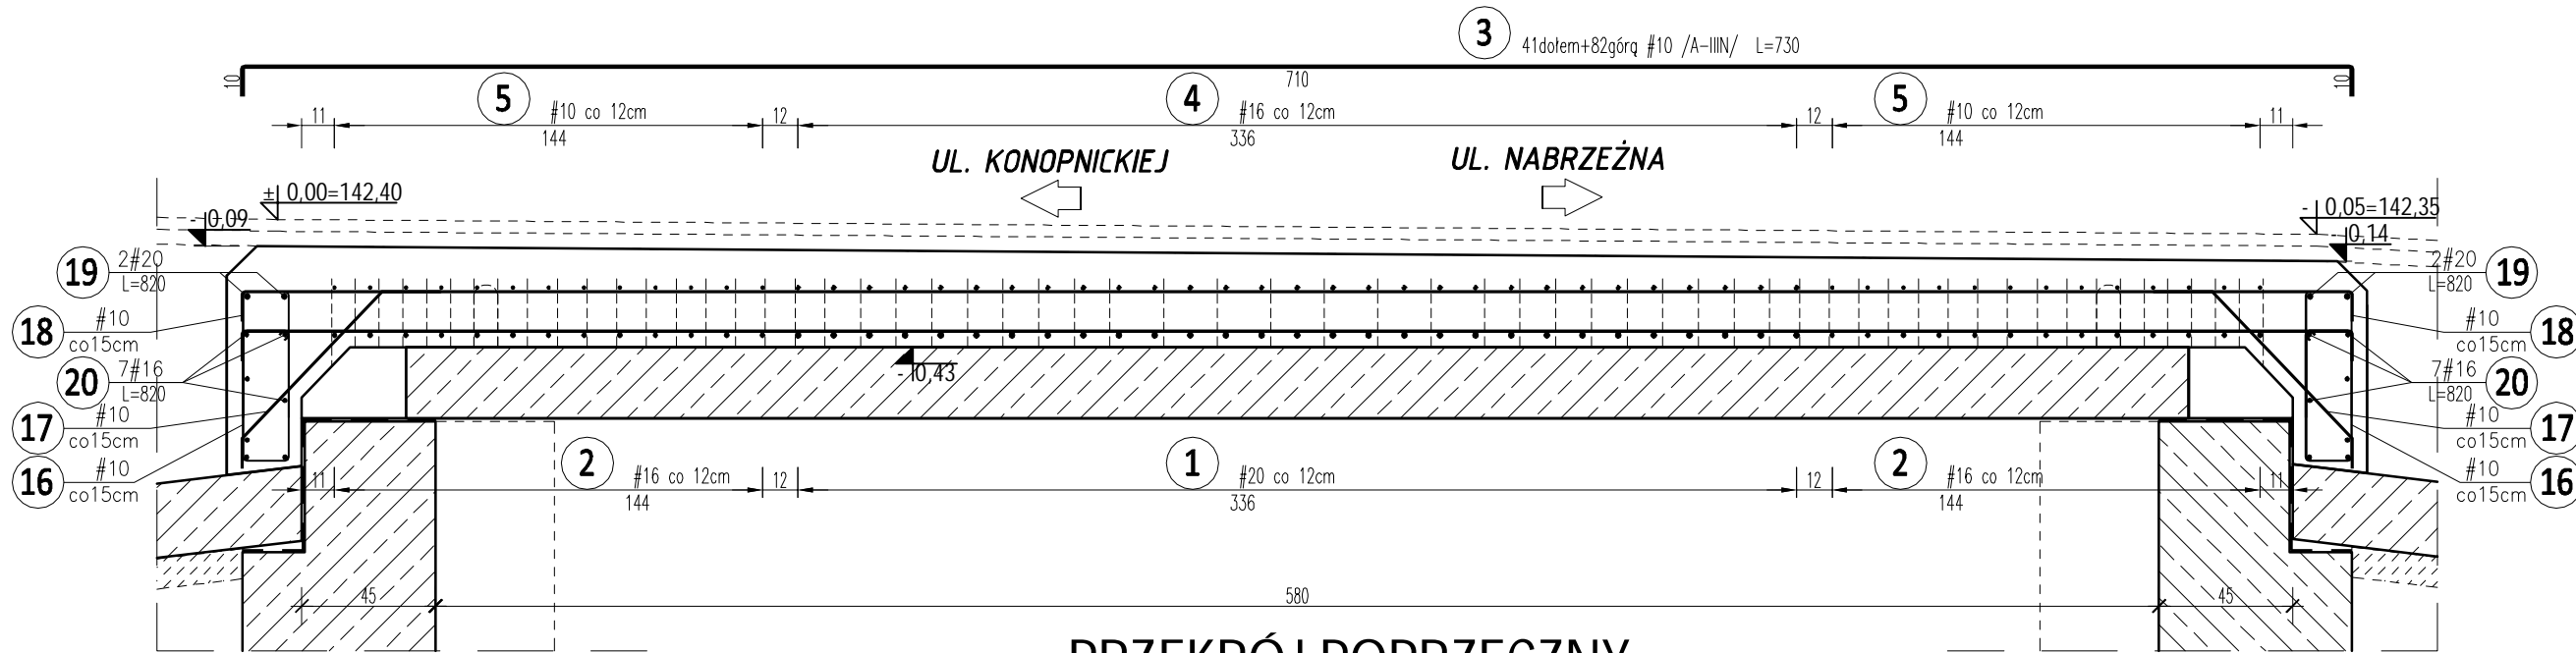 3 41dołem+82górą #10 /A-IIIN/ L=730
10 710 10
11 5 #10 co 12cm 12 4 #16 co 12cm 12 5 #10 co 12cm 11
144 336 144
UL. KONOPNICKIEJ UL. NABRZEŻNA
± 0,00=142,40 - 0,05=142,35
- 0,09 - 0,14
19 2#20 2#20 19
L=820 L=820
18 #10 #10 18
co15cm co15cm
20 7#16 - 0,43 7#16 20
L=820 L=820
17 #10 #10 17
co15cm co15cm
16 #10 #10 16
co15cm co15cm
11 2 #16 co 12cm 12 1 #20 co 12cm 12 2 #16 co 12cm 11
144 336 144
45 580 45
PRZEKRÓJ POPRZECZNY